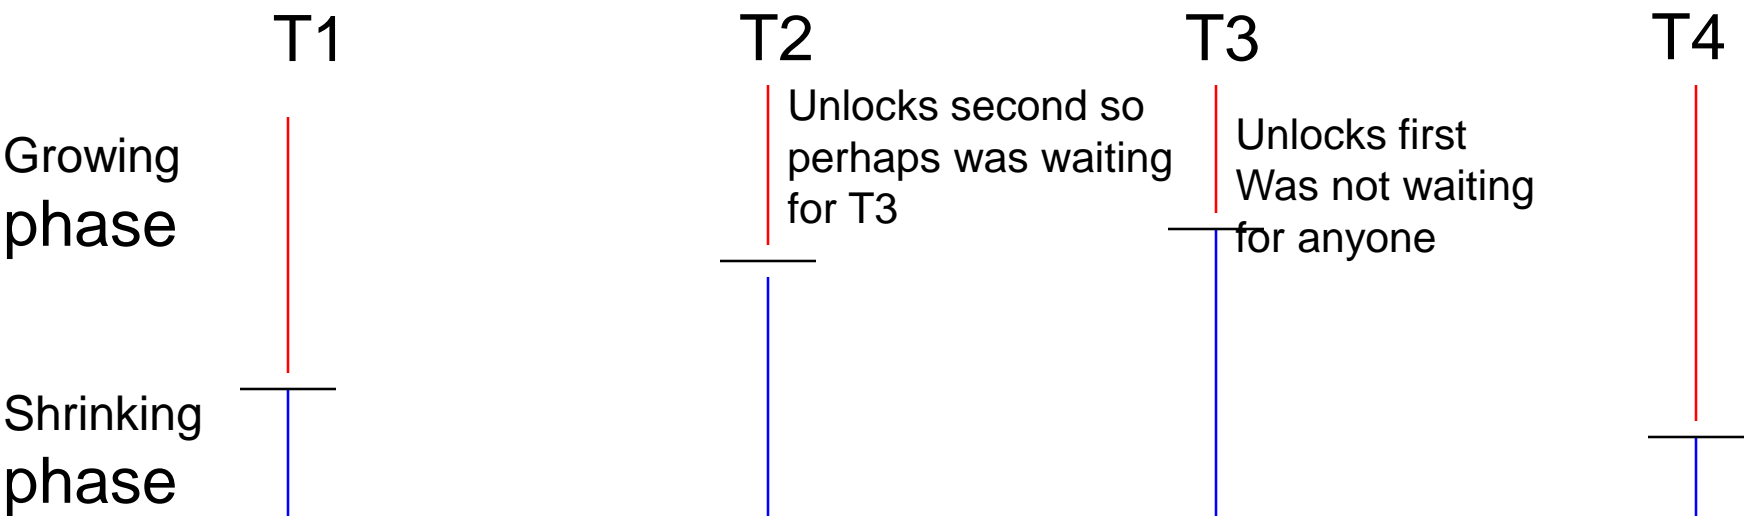 T1
T2
T3
T4
Growing
phase
Unlocks second so
perhaps was waiting
for T3
Unlocks first
Was not waiting
for anyone
Shrinking
phase